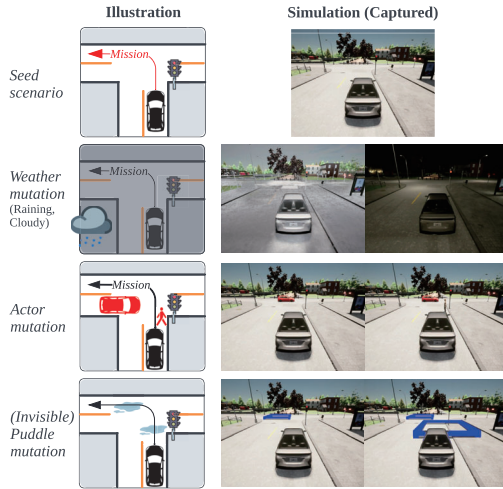 Illustration
Simulation (Captured)
Seed
scenario
Mission
Weather
mutation
(Raining,
Cloudy)
Mission
Actor
mutation
Mission
(Invisible)
Puddle
mutation